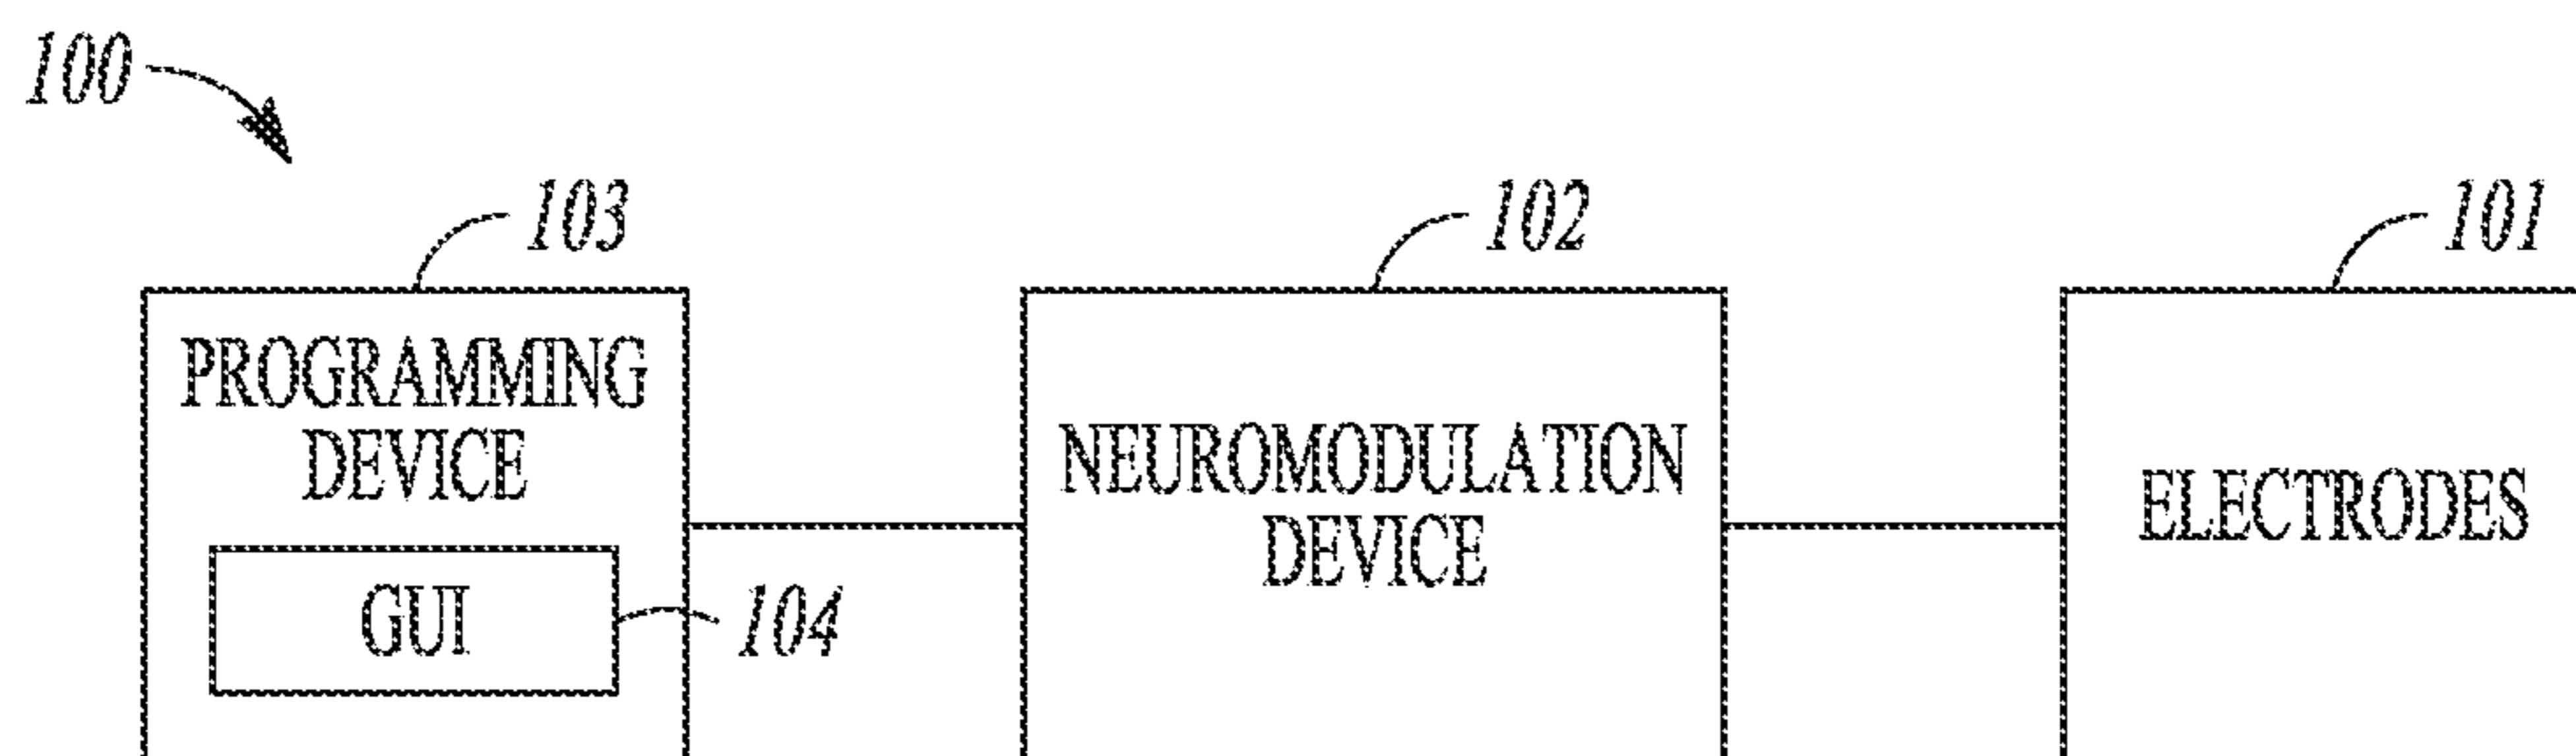 100
103
102
101
PROGRAMMING
DEVICE
NEUROMODULATION
DEVICE
ELECTRODES
GUI
104